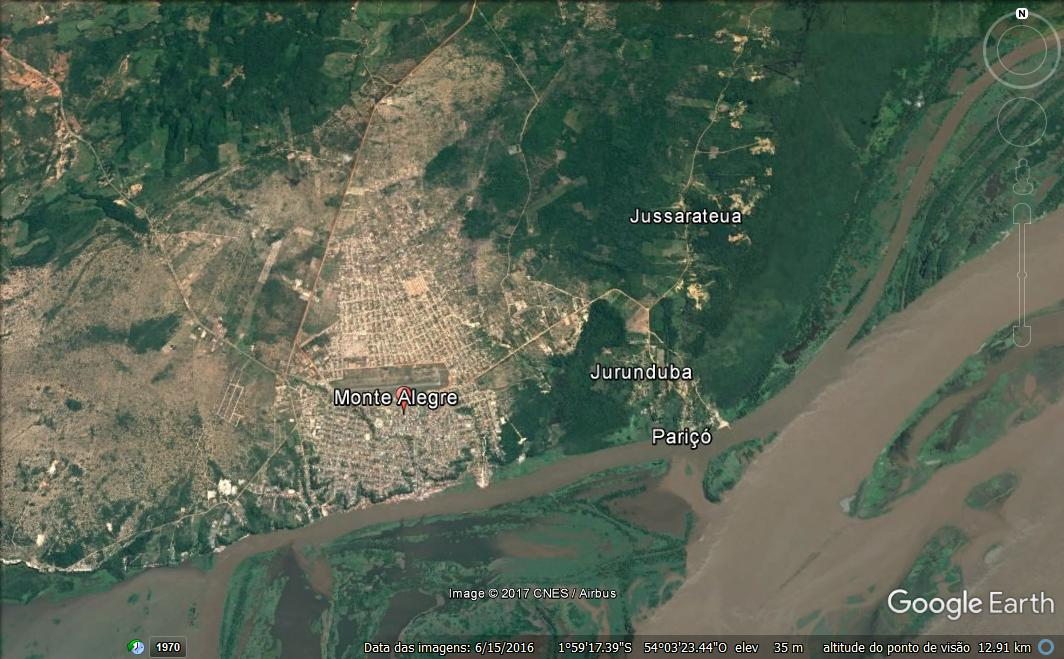 N
Jussarateua
Jurunduba
Monte Alegre
Pariçó
Image © 2017 CNES / Airbus
Google Earth
1970
Data das imagens: 6/15/2016 1°59'17.39"S 54°03'23.44"O elev 35 m altitude do ponto de visão 12.91 km